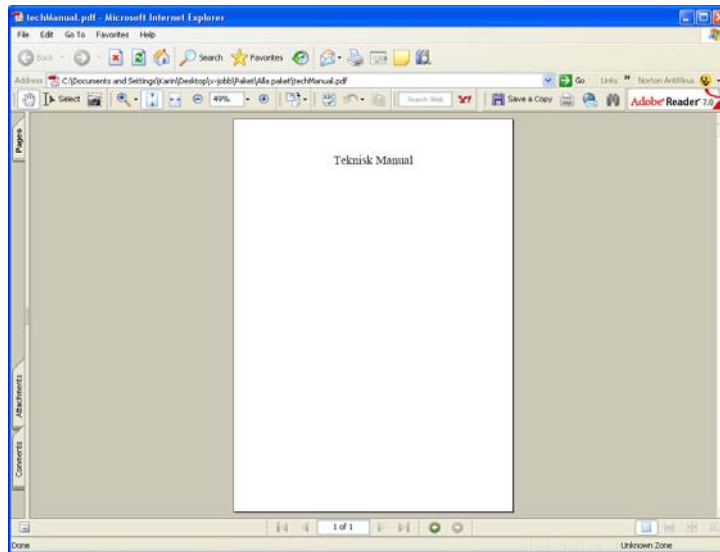 techManual.pdf - Microsoft Internet Explorer
File Edit Go To Favorites Help
Back Search Favorites
Address C:\Documents and Settings\Karin\Desktop\x-jobb\Paket\Alla paket\techManual.pdf Go Links » Norton AntiVirus
Select 49% Search Web Y! Save a Copy Adobe Reader 7.0
Pages
Teknisk Manual
Attachments
Comments
1 of 1
Done Unknown Zone